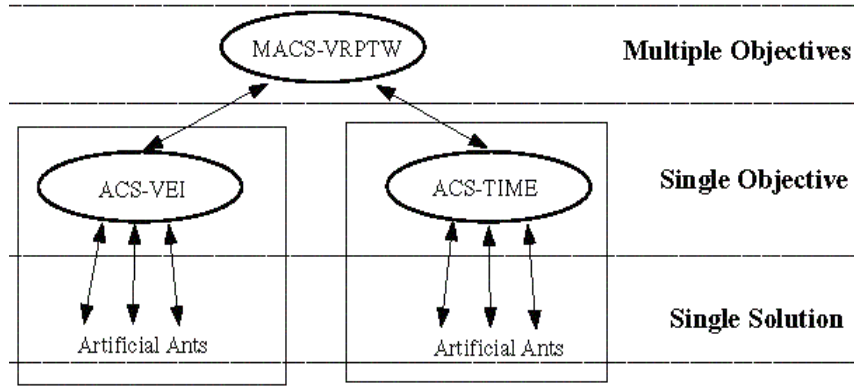 MACS-VRPTW
Multiple Objectives
ACS-VEI
ACS-TIME
Single Objective
Artificial Ants
Artificial Ants
Single Solution